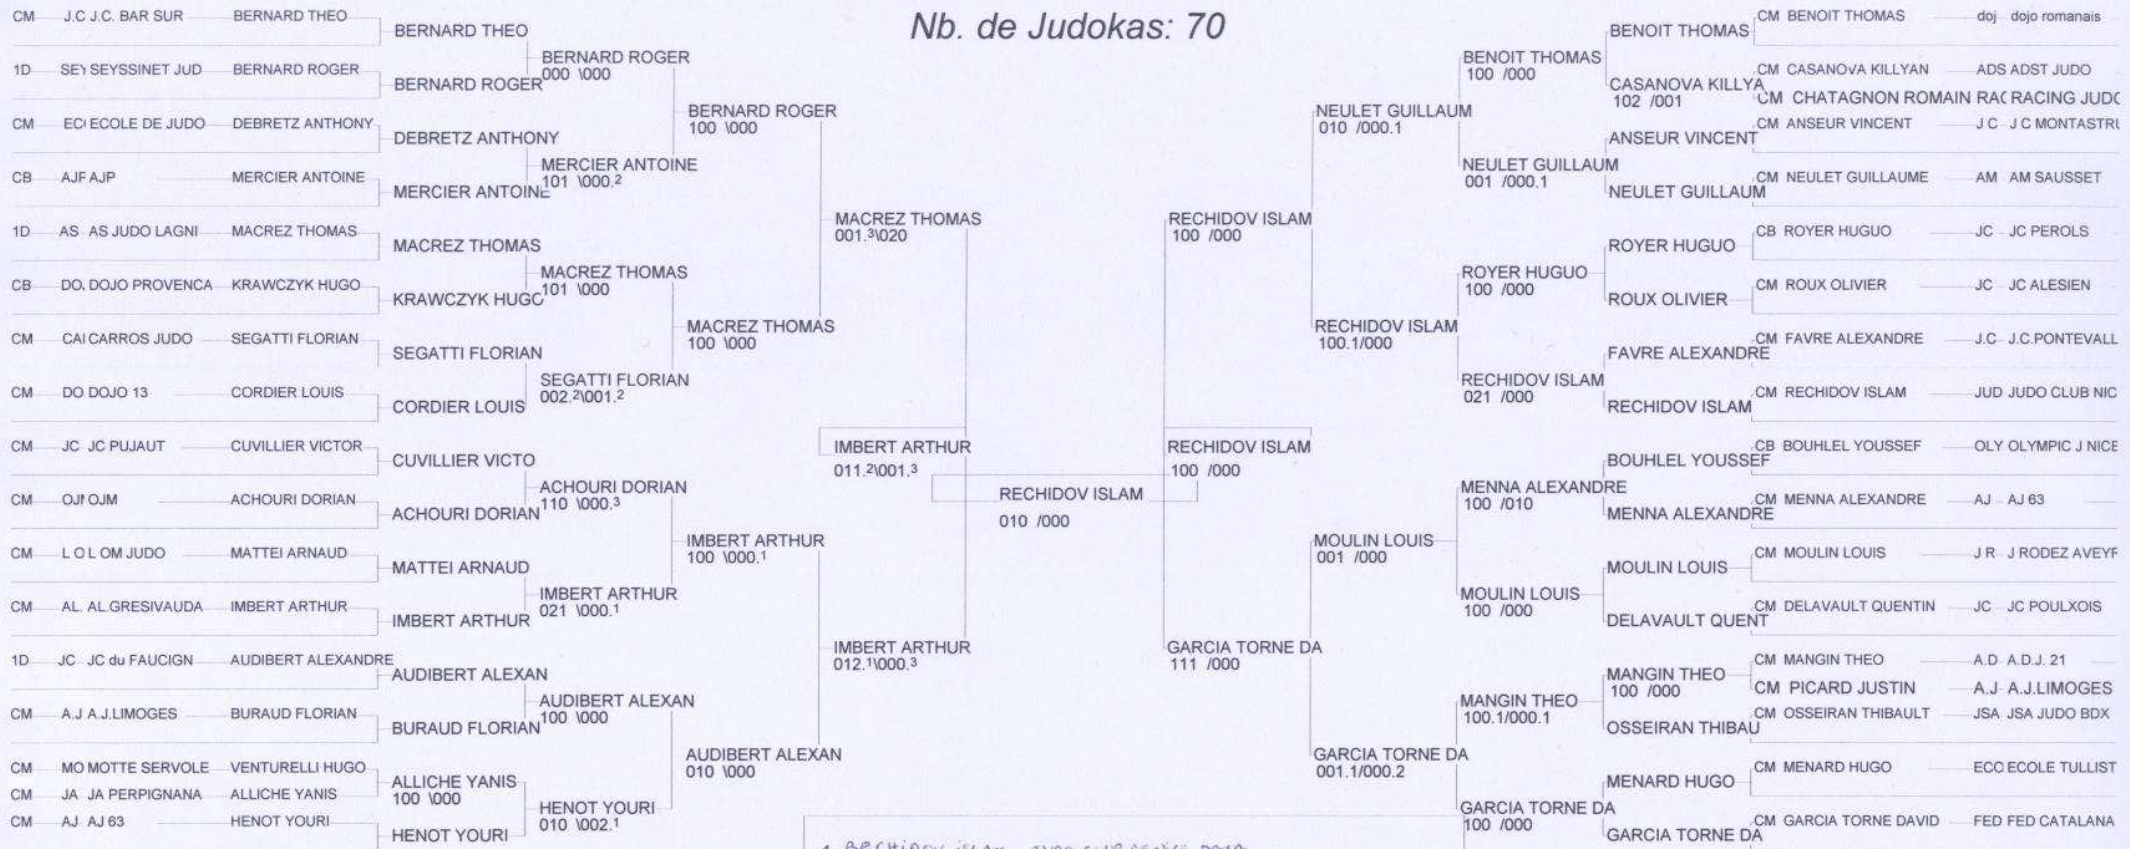 Nb. de Judokas: 70
CM J.C J.C. BAR SUR BERNARD THEO
1D SEY SEYSSINET JUD BERNARD ROGER
CM ECI ECOLE DE JUDO DEBRETZ ANTHONY
CB AJF AJP MERCIER ANTOINE
1D AS AS JUDO LAGNI MACREZ THOMAS
CB DO. DOJO PROVENCA KRAWCZYK HUGO
CM CAI CARROS JUDO SEGATTI FLORIAN
CM DO DOJO 13 CORDIER LOUIS
CM JC JC PUJAUT CUVILLIER VICTOR
CM OJM OJM ACHOURI DORIAN
CM L O L OM JUDO MATTEI ARNAUD
CM AL. AL.GRESIVAUDA IMBERT ARTHUR
1D JC JC du FAUCIGN AUDIBERT ALEXANDRE
CM A.J A.J.LIMOGES BURAUD FLORIAN
CM MO MOTTE SERVOLE VENTURELLI HUGO
CM JA JA PERPIGNANA ALLICHE YANIS
CM AJ AJ 63 HENOT YOURI
BERNARD THEO
BERNARD ROGER
DEBRETZ ANTHONY
MERCIER ANTOINE
MACREZ THOMAS
KRAWCZYK HUGO
SEGATTI FLORIAN
CORDIER LOUIS
CUVILLIER VICTO
ACHOURI DORIAN
MATTEI ARNAUD
IMBERT ARTHUR
AUDIBERT ALEXAN
BURAUD FLORIAN
ALLICHE YANIS
100 \000
HENOT YOURI
BERNARD ROGER
000 \000
MERCIER ANTOINE
101 \000.2
MACREZ THOMAS
101 \000
SEGATTI FLORIAN
002.2\001.2
ACHOURI DORIAN
110 \000.3
IMBERT ARTHUR
021 \000.1
AUDIBERT ALEXAN
100 \000
HENOT YOURI
010 \002.1
BERNARD ROGER
100 \000
MACREZ THOMAS
100 \000
IMBERT ARTHUR
100 \000.1
AUDIBERT ALEXAN
010 \000
MACREZ THOMAS
001.3\020
IMBERT ARTHUR
011.2\001.3
IMBERT ARTHUR
012.1\000.3
RECHIDOV ISLAM
010 /000
RECHIDOV ISLAM
100 /000
RECHIDOV ISLAM
100 /000
GARCIA TORNE DA
111 /000
NEULET GUILLAUM
010 /000.1
RECHIDOV ISLAM
100.1/000
MOULIN LOUIS
001 /000
GARCIA TORNE DA
001.1/000.2
BENOIT THOMAS
100 /000
NEULET GUILLAUM
001 /000.1
ROYER HUGUO
100 /000
RECHIDOV ISLAM
021 /000
MENNA ALEXANDRE
100 /010
MOULIN LOUIS
100 /000
MANGIN THEO
100.1/000.1
GARCIA TORNE DA
100 /000
BENOIT THOMAS
CASANOVA KILLYA
102 /001
ANSEUR VINCENT
NEULET GUILLAUM
ROYER HUGUO
ROUX OLIVIER
FAVRE ALEXANDRE
RECHIDOV ISLAM
BOUHLEL YOUSSEF
MENNA ALEXANDRE
MOULIN LOUIS
DELAVAULT QUENT
MANGIN THEO
100 /000
OSSEIRAN THIBAU
MENARD HUGO
GARCIA TORNE DA
CM BENOIT THOMAS doj dojo romanais
CM CASANOVA KILLYAN ADS ADST JUDO
CM CHATAGNON ROMAIN RAC RACING JUDO
CM ANSEUR VINCENT J C J C MONTASTRU
CM NEULET GUILLAUME AM AM SAUSSET
CB ROYER HUGUO JC JC PEROLS
CM ROUX OLIVIER JC JC ALESIEN
CM FAVRE ALEXANDRE J.C J.C.PONTEVALL
CM RECHIDOV ISLAM JUD JUDO CLUB NIC
CB BOUHLEL YOUSSEF OLY OLYMPIC J NICE
CM MENNA ALEXANDRE AJ AJ 63
CM MOULIN LOUIS J R J RODEZ AVEYR
CM DELAVAULT QUENTIN JC JC POULXOIS
CM MANGIN THEO A.D A.D.J. 21
CM PICARD JUSTIN A.J A.J.LIMOGES
CM OSSEIRAN THIBAULT JSA JSA JUDO BDX
CM MENARD HUGO ECO ECOLE TULLIST
CM GARCIA TORNE DAVID FED FED CATALANA
RECHIDOV ISLAM